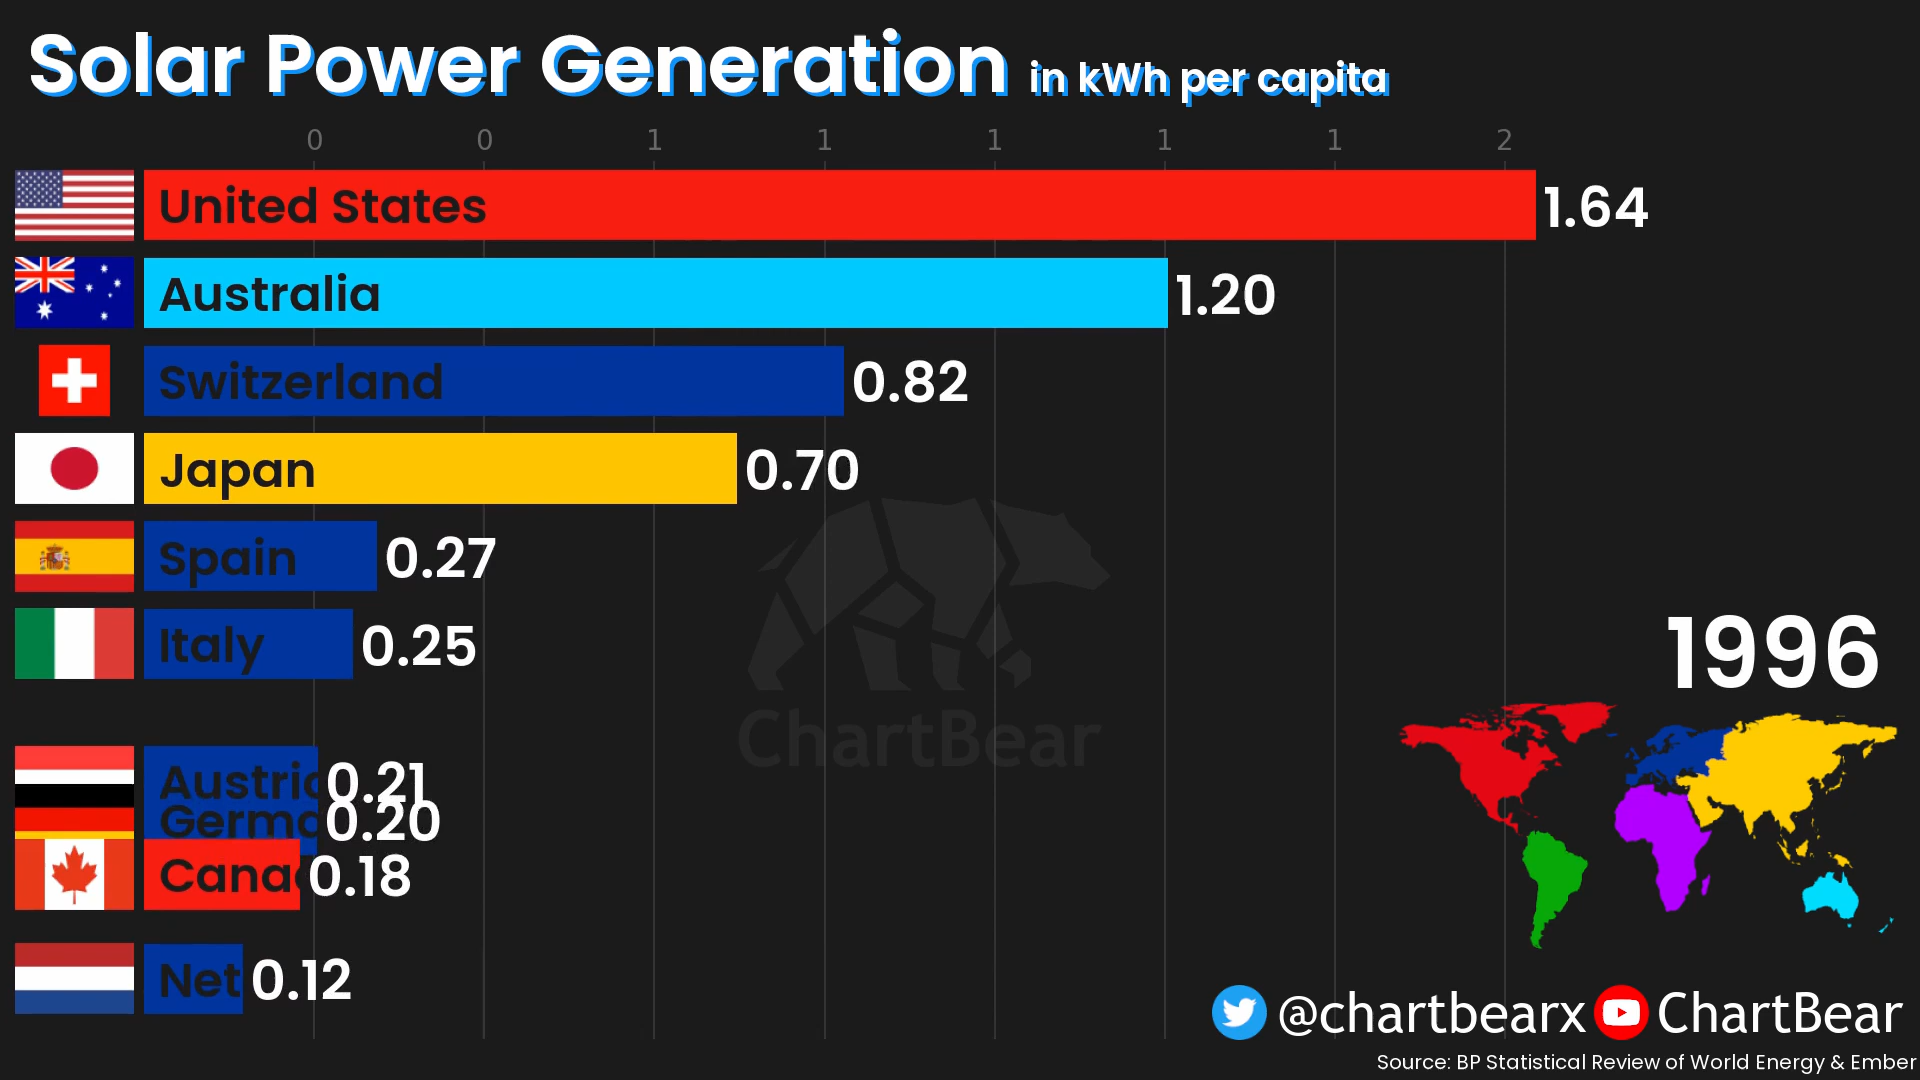 Solar Power Generation in kWh per capita
0 0 1 1 1 1 1 2
United States 1.64
Australia 1.20
Switzerland 0.82
Japan 0.70
Spain 0.27
Italy 0.25
Austri 0.21
Germa 0.20
Cana 0.18
Net 0.12
ChartBear
1996
@chartbearx ChartBear
Source: BP Statistical Review of World Energy & Ember